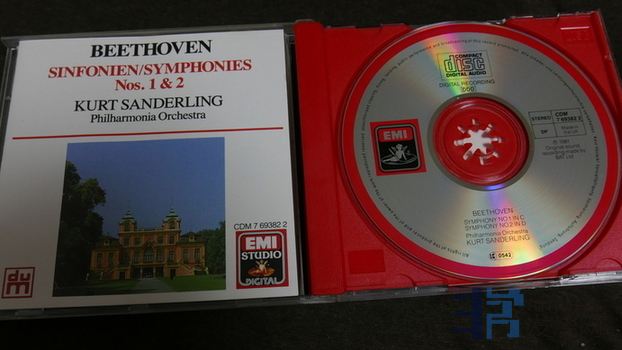 BEETHOVEN
SINFONIEN/SYMPHONIES
Nos. 1 & 2
KURT SANDERLING
Philharmonia Orchestra
CDM 7 69382 2
EMI
STUDIO
DIGITAL
dum
COMPACT
disc
DIGITAL AUDIO
DIGITAL RECORDING
EMI
STEREO
CDM
7 69382 2
Made in
BEETHOVEN
SYMPHONY NO.1 IN C
SYMPHONY NO.2 IN D
Philharmonia Orchestra
KURT SANDERLING
0542